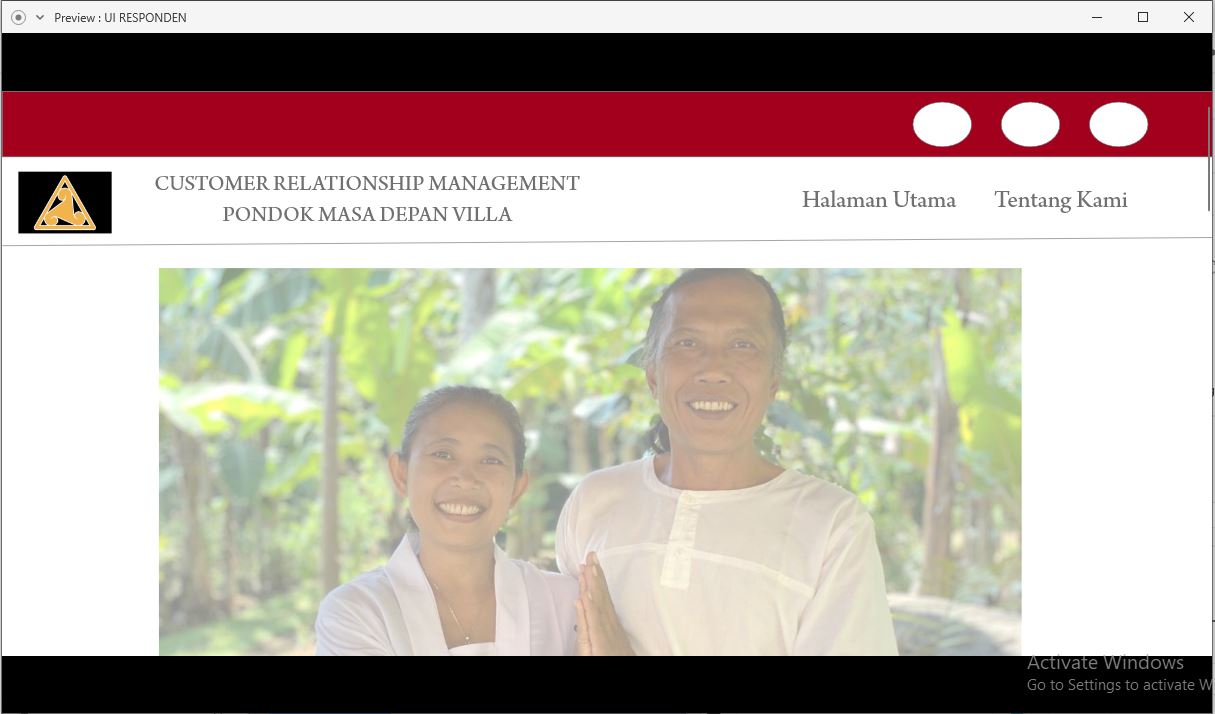 Preview : UI RESPONDEN
CUSTOMER RELATIONSHIP MANAGEMENT
PONDOK MASA DEPAN VILLA
Halaman Utama
Tentang Kami
Activate Windows
Go to Settings to activate W